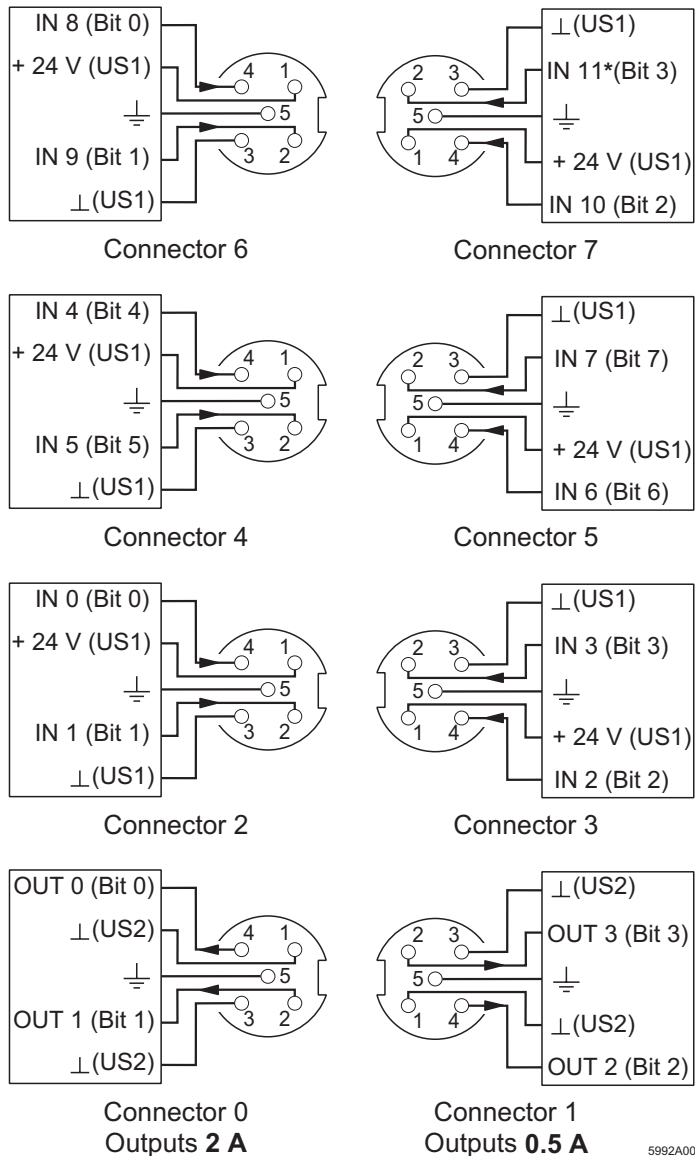 IN 8 (Bit 0)
+ 24 V (US1)
IN 9 (Bit 1)
⊥(US1)
4 1
5
3 2
Connector 6
⊥(US1)
IN 11*(Bit 3)
+ 24 V (US1)
IN 10 (Bit 2)
2 3
5
1 4
Connector 7
IN 4 (Bit 4)
+ 24 V (US1)
IN 5 (Bit 5)
⊥(US1)
4 1
5
3 2
Connector 4
⊥(US1)
IN 7 (Bit 7)
+ 24 V (US1)
IN 6 (Bit 6)
2 3
5
1 4
Connector 5
IN 0 (Bit 0)
+ 24 V (US1)
IN 1 (Bit 1)
⊥(US1)
4 1
5
3 2
Connector 2
⊥(US1)
IN 3 (Bit 3)
+ 24 V (US1)
IN 2 (Bit 2)
2 3
5
1 4
Connector 3
OUT 0 (Bit 0)
⊥(US2)
OUT 1 (Bit 1)
⊥(US2)
4 1
5
3 2
Connector 0
Outputs 2 A
⊥(US2)
OUT 3 (Bit 3)
⊥(US2)
OUT 2 (Bit 2)
2 3
5
1 4
Connector 1
Outputs 0.5 A
5992A00